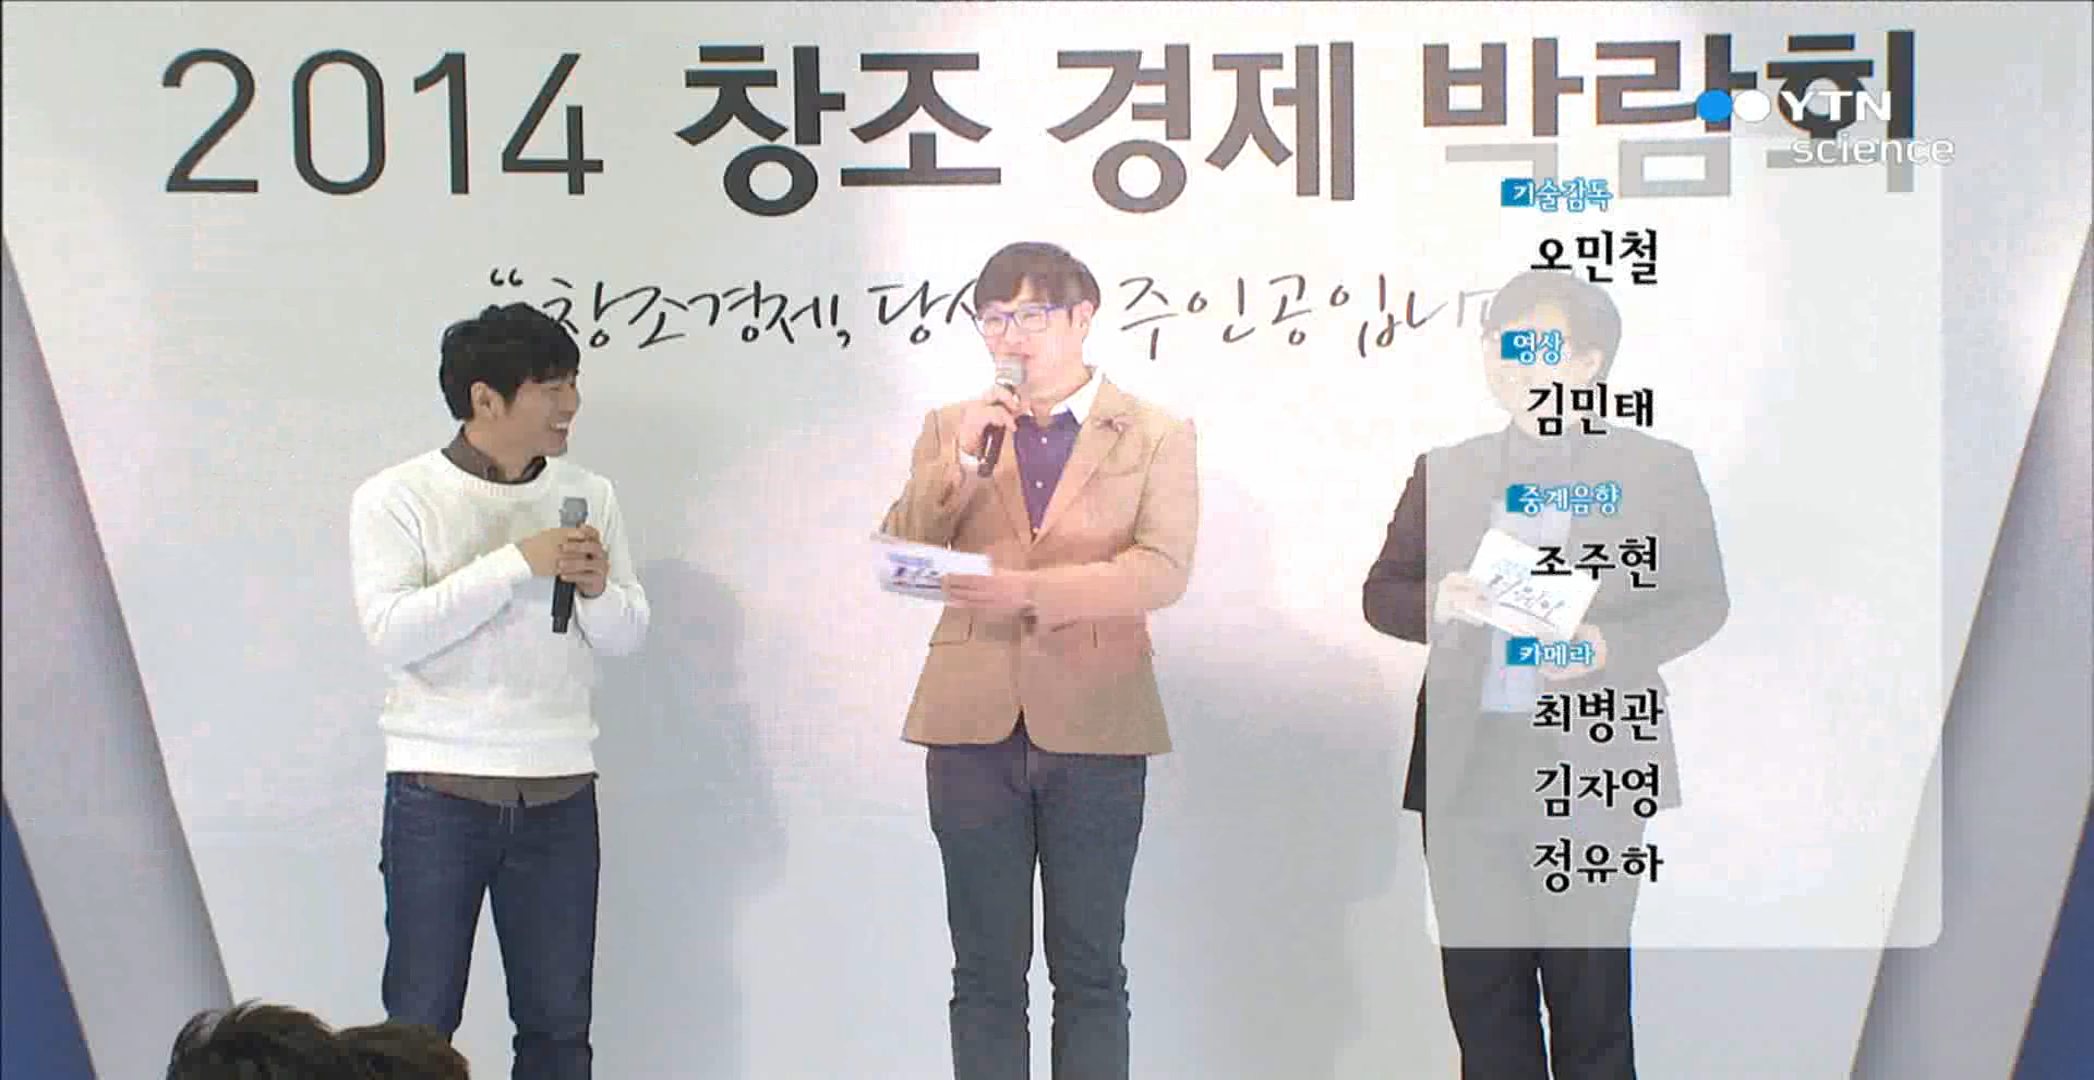 2014 창조 경제 박람회
YTN
science
“창조경제, 당신 주인공입니
기술감독
오민철
영상
김민태
중계음향
조주현
카메라
최병관
김자영
정유하